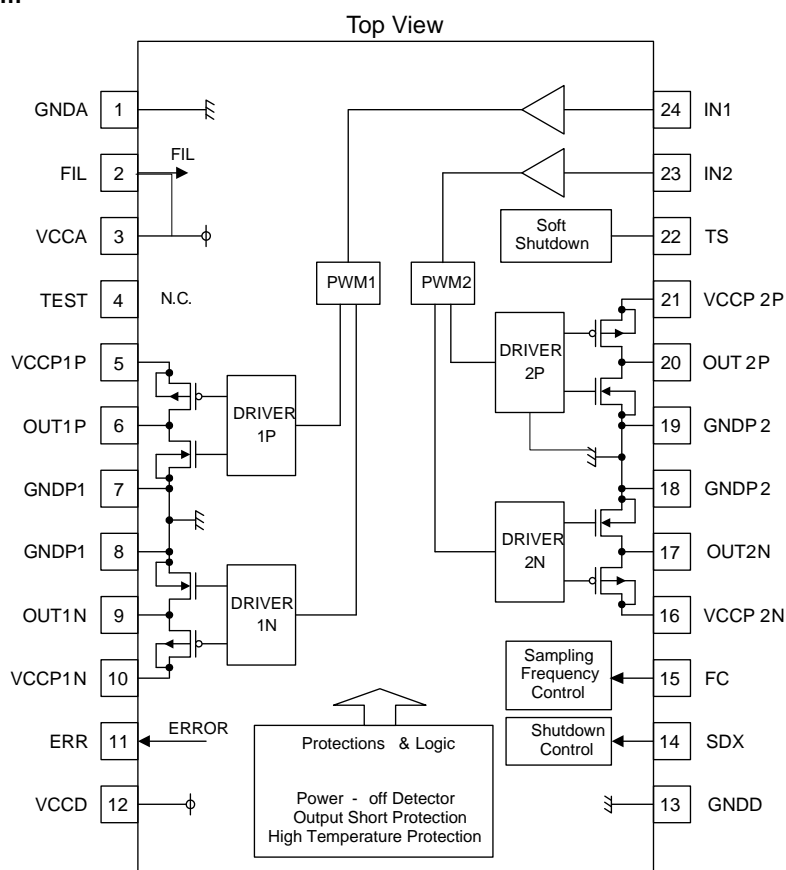 Top View
GNDA 1
24 IN1
FIL 2
FIL
23 IN2
VCCA 3
Soft
Shutdown
22 TS
TEST 4 N.C.
PWM1
PWM2
21 VCCP 2P
VCCP1P 5
DRIVER
2P
20 OUT 2P
OUT1P 6
DRIVER
1P
19 GNDP 2
GNDP1 7
18 GNDP 2
GNDP1 8
DRIVER
2N
17 OUT2N
OUT1N 9
DRIVER
1N
16 VCCP 2N
VCCP1N 10
Sampling
Frequency
Control
15 FC
ERR 11
ERROR
Protections & Logic
Power - off Detector
Output Short Protection
High Temperature Protection
Shutdown
Control
14 SDX
VCCD 12
13 GNDD